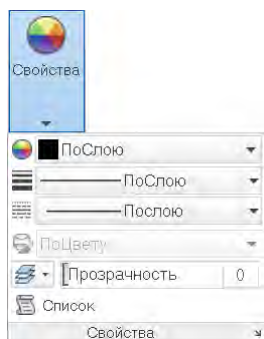 Свойства
ПоСлою
ПоСлою
Послою
ПоЦвету
Прозрачность 0
Список
Свойства